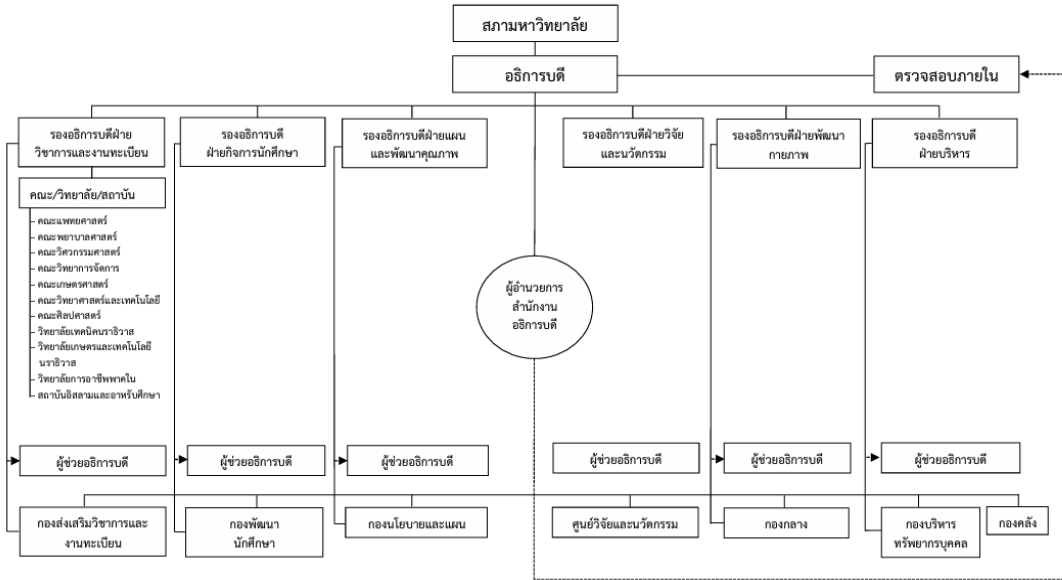 สภามหาวิทยาลัย
อธิการบดี
ตรวจสอบภายใน
รองอธิการบดีฝ่าย
วิชาการและงานทะเบียน
รองอธิการบดี
ฝ่ายกิจการนักศึกษา
รองอธิการบดีฝ่ายแผน
และพัฒนาคุณภาพ
รองอธิการบดีฝ่ายวิจัย
และนวัตกรรม
รองอธิการบดีฝ่ายพัฒนา
กายภาพ
รองอธิการบดี
ฝ่ายบริหาร
คณะ/วิทยาลัย/สถาบัน
คณะแพทยศาสตร์
คณะพยาบาลศาสตร์
คณะวิศวกรรมศาสตร์
คณะวิทยาการจัดการ
คณะเกษตรศาสตร์
คณะวิทยาศาสตร์และเทคโนโลยี
คณะศิลปศาสตร์
วิทยาลัยเทคนิคนราธิวาส
วิทยาลัยเกษตรและเทคโนโลยี
นราธิวาส
วิทยาลัยการอาชีพพาคใน
สถาบันอิสลามและอาหรับศึกษา
ผู้อำนวยการ
สำนักงาน
อธิการบดี
ผู้ช่วยอธิการบดี
ผู้ช่วยอธิการบดี
ผู้ช่วยอธิการบดี
ผู้ช่วยอธิการบดี
ผู้ช่วยอธิการบดี
ผู้ช่วยอธิการบดี
กองส่งเสริมวิชาการและ
งานทะเบียน
กองพัฒนา
นักศึกษา
กองนโยบายและแผน
ศูนย์วิจัยและนวัตกรรม
กองกลาง
กองบริหาร
ทรัพยากรบุคคล
กองคลัง